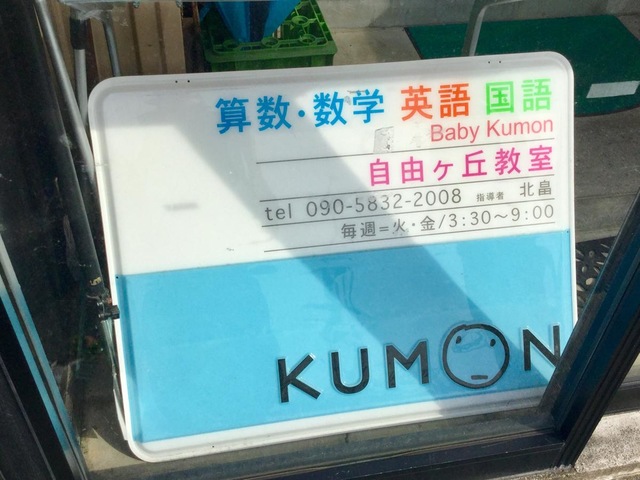 算数・数学 英語 国語
Baby Kumon
自由ヶ丘教室
tel 090-5832-2008 指導者 北畠
毎週=火・金/3:30〜9:00
KUMON